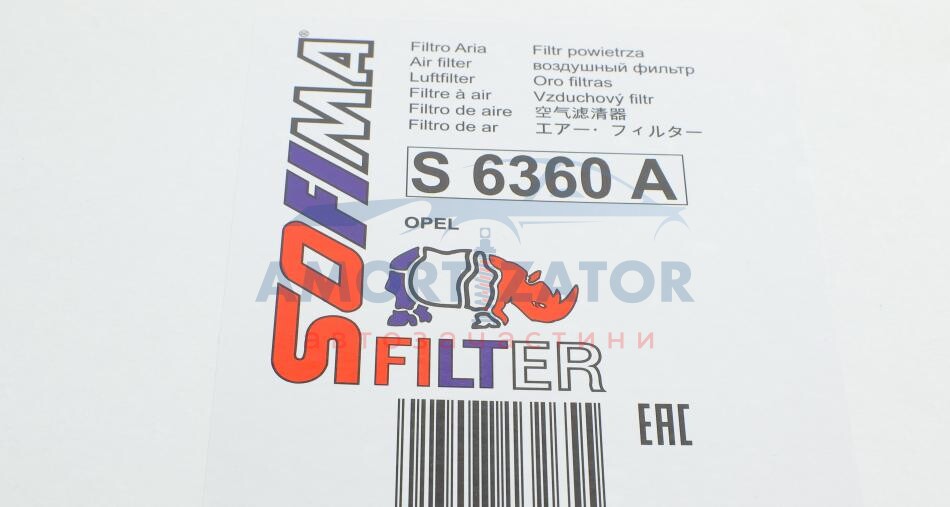 SOFIMA®
Filtro Aria
Air filter
Luftfilter
Filtre à air
Filtro de aire
Filtro de ar
Filtr powietrza
воздушный фильтр
Oro filtras
Vzduchový filtr
空气滤清器
エアー・フィルター
S 6360 A
OPEL
AMORTIZATOR
автозапчастини
FILTER
EAC